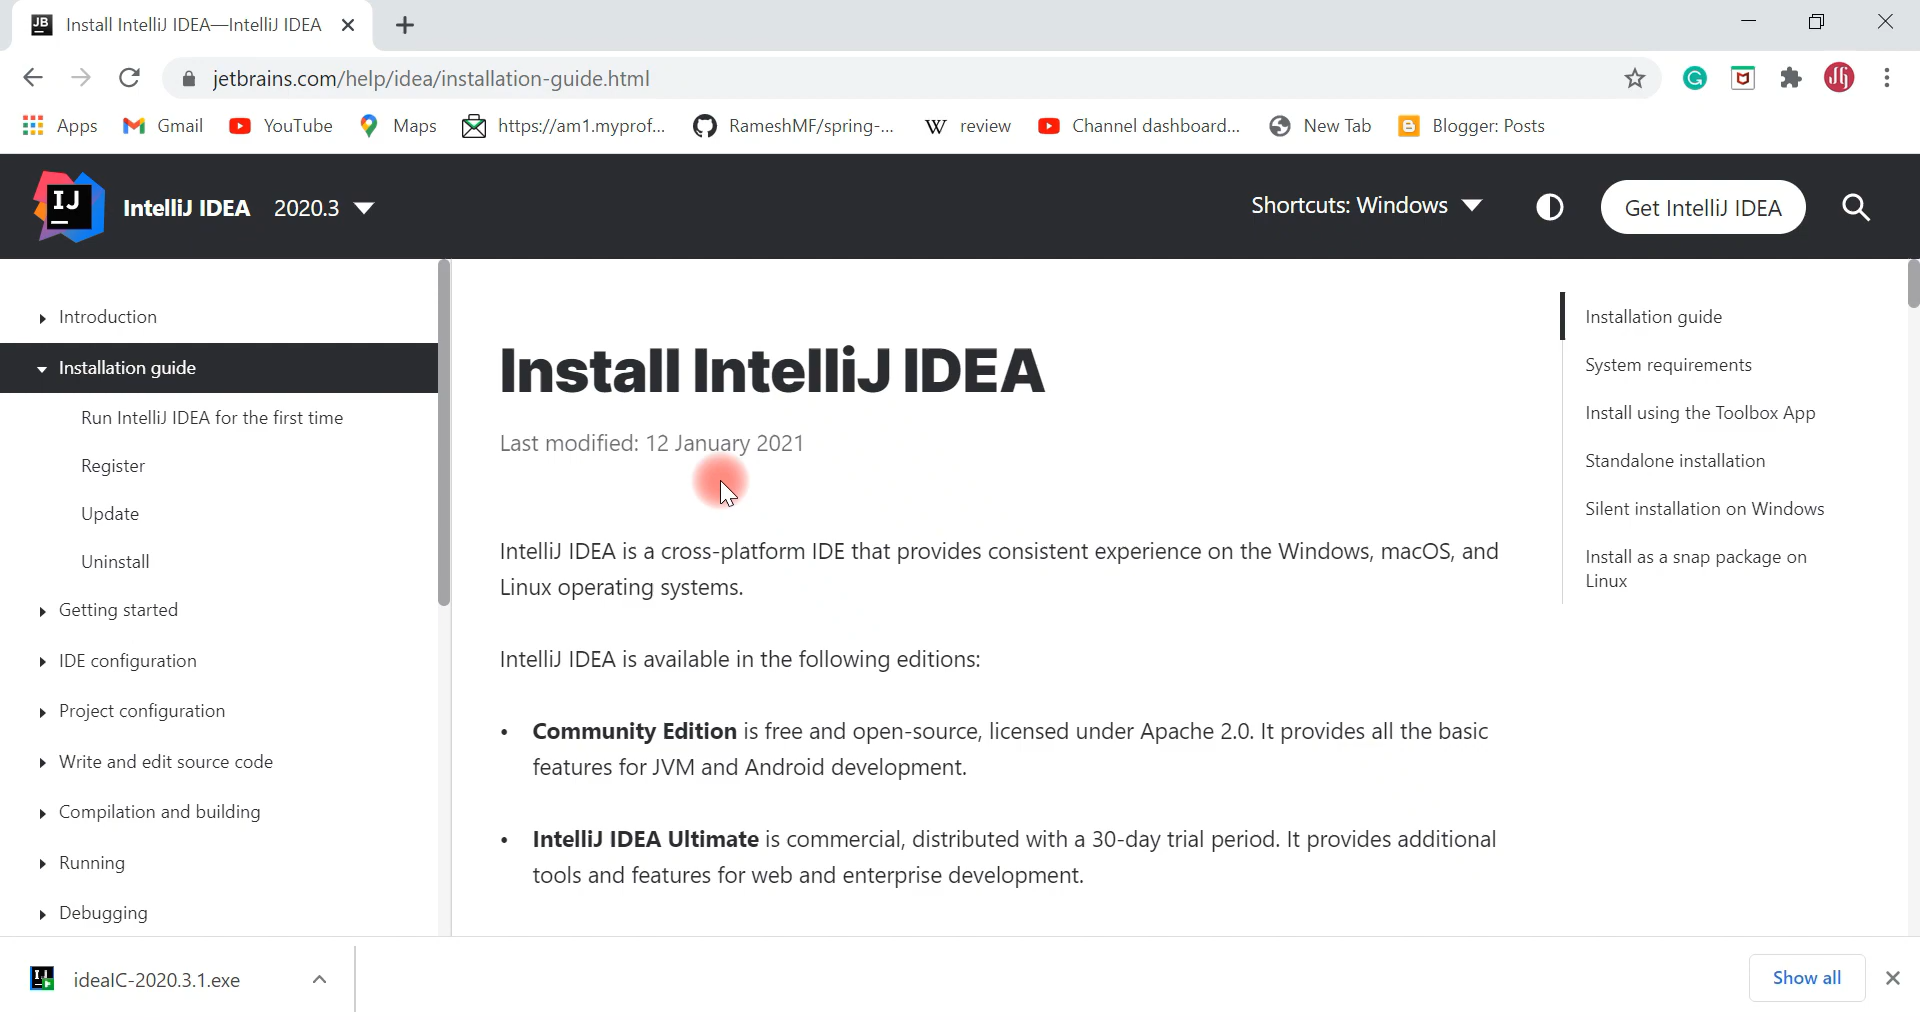 JB Install IntelliJ IDEA—IntelliJ IDEA
jetbrains.com/help/idea/installation-guide.html
Apps Gmail YouTube Maps https://am1.myprof... RameshMF/spring-... W review Channel dashboard... New Tab Blogger: Posts
IJ IntelliJ IDEA 2020.3 Shortcuts: Windows Get IntelliJ IDEA
Introduction
Installation guide
Run IntelliJ IDEA for the first time
Register
Update
Uninstall
Getting started
IDE configuration
Project configuration
Write and edit source code
Compilation and building
Running
Debugging
Install IntelliJ IDEA
Last modified: 12 January 2021
IntelliJ IDEA is a cross-platform IDE that provides consistent experience on the Windows, macOS, and
Linux operating systems.
IntelliJ IDEA is available in the following editions:
• Community Edition is free and open-source, licensed under Apache 2.0. It provides all the basic
features for JVM and Android development.
• IntelliJ IDEA Ultimate is commercial, distributed with a 30-day trial period. It provides additional
tools and features for web and enterprise development.
Installation guide
System requirements
Install using the Toolbox App
Standalone installation
Silent installation on Windows
Install as a snap package on
Linux
ideaIC-2020.3.1.exe Show all